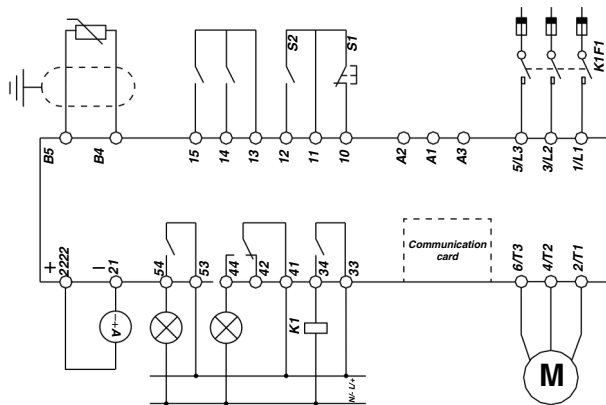 S2
S1
K1F1
B5
B4
15
14
13
12
11
10
A2
A1
A3
5/L3
3/L2
1/L1
+
2222
−
21
54
53
44
42
41
34
33
Communication
card
6/T3
4/T2
2/T1
−+A
K1
N/- L/+
M